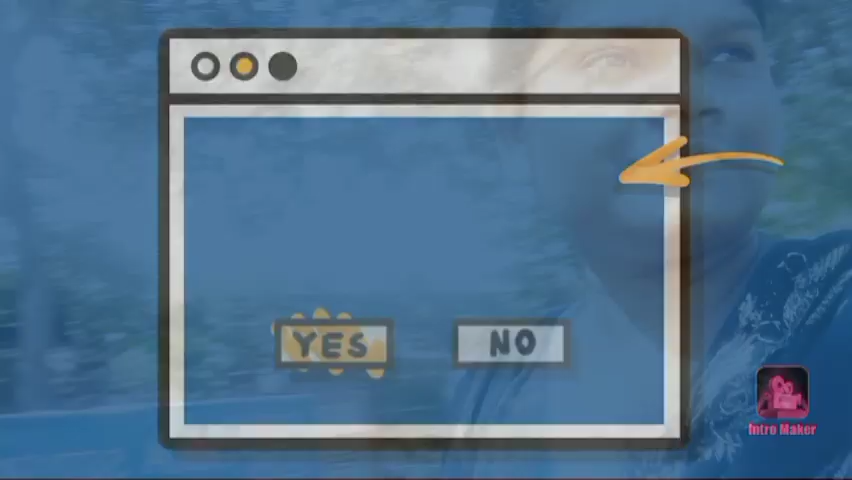 YES
NO
Intro Maker